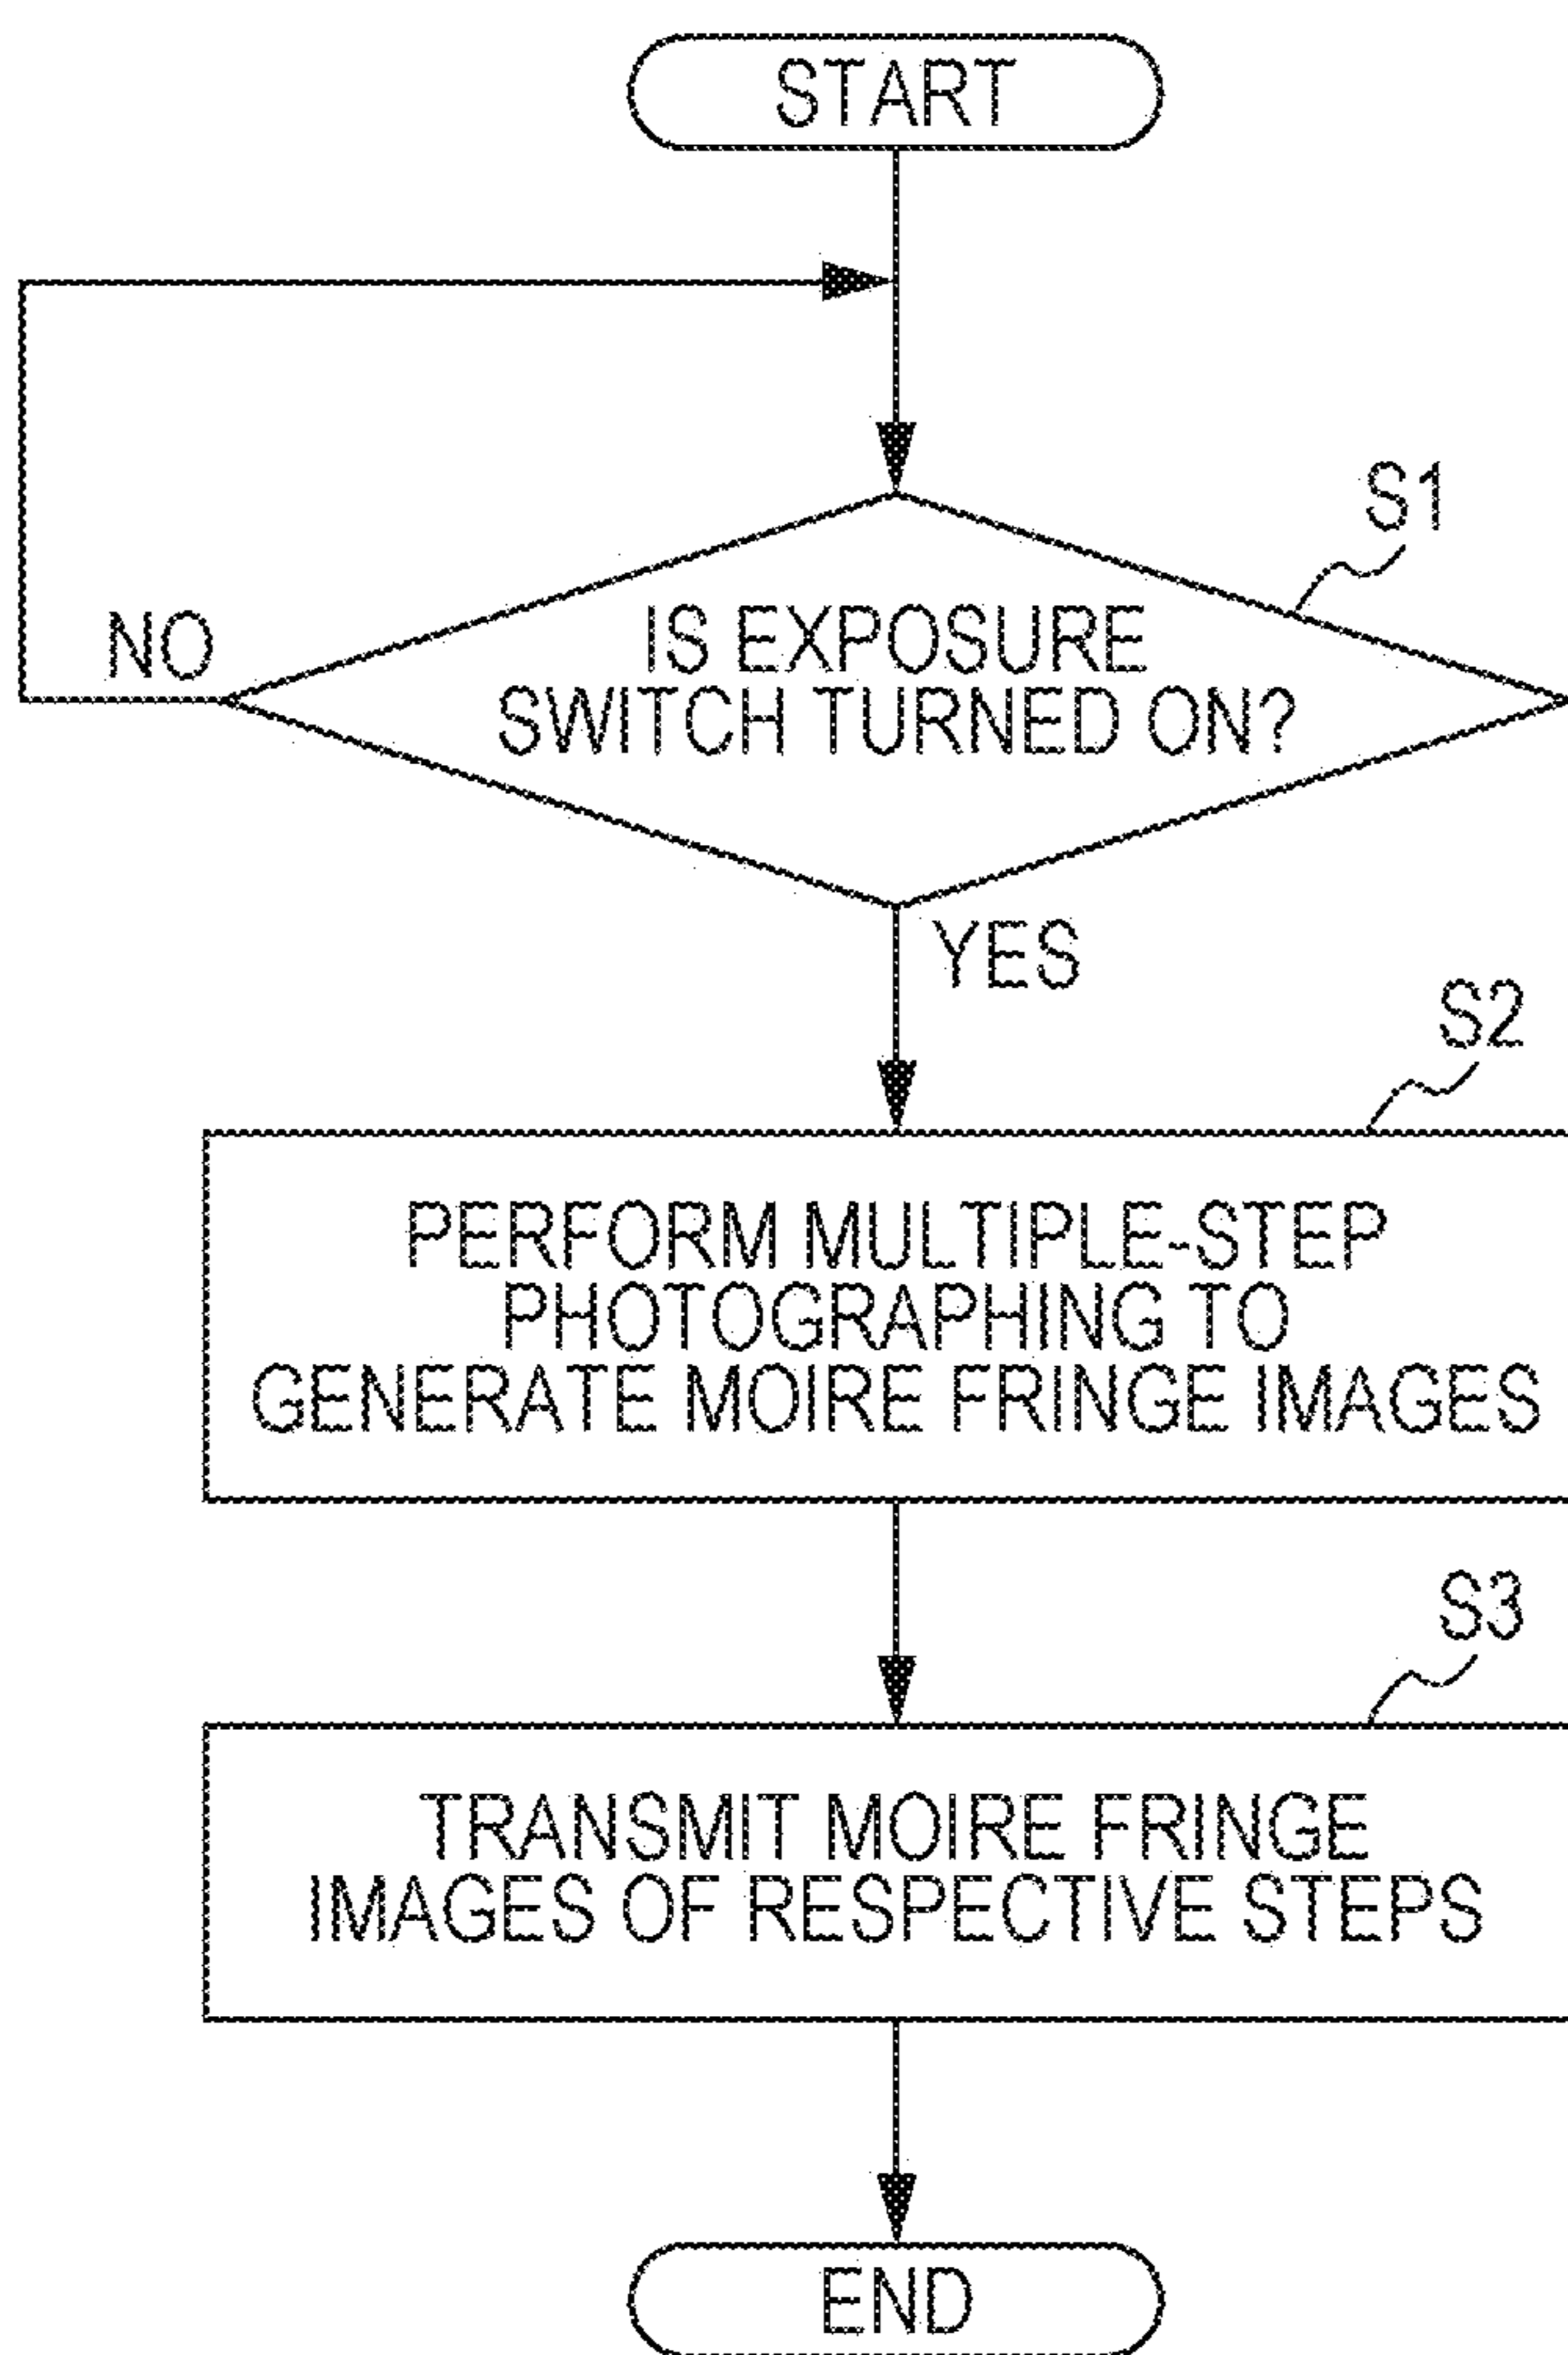 START
S1
IS EXPOSURE
SWITCH TURNED ON?
NO
YES
S2
PERFORM MULTIPLE-STEP
PHOTOGRAPHING TO
GENERATE MOIRE FRINGE IMAGES
S3
TRANSMIT MOIRE FRINGE
IMAGES OF RESPECTIVE STEPS
END